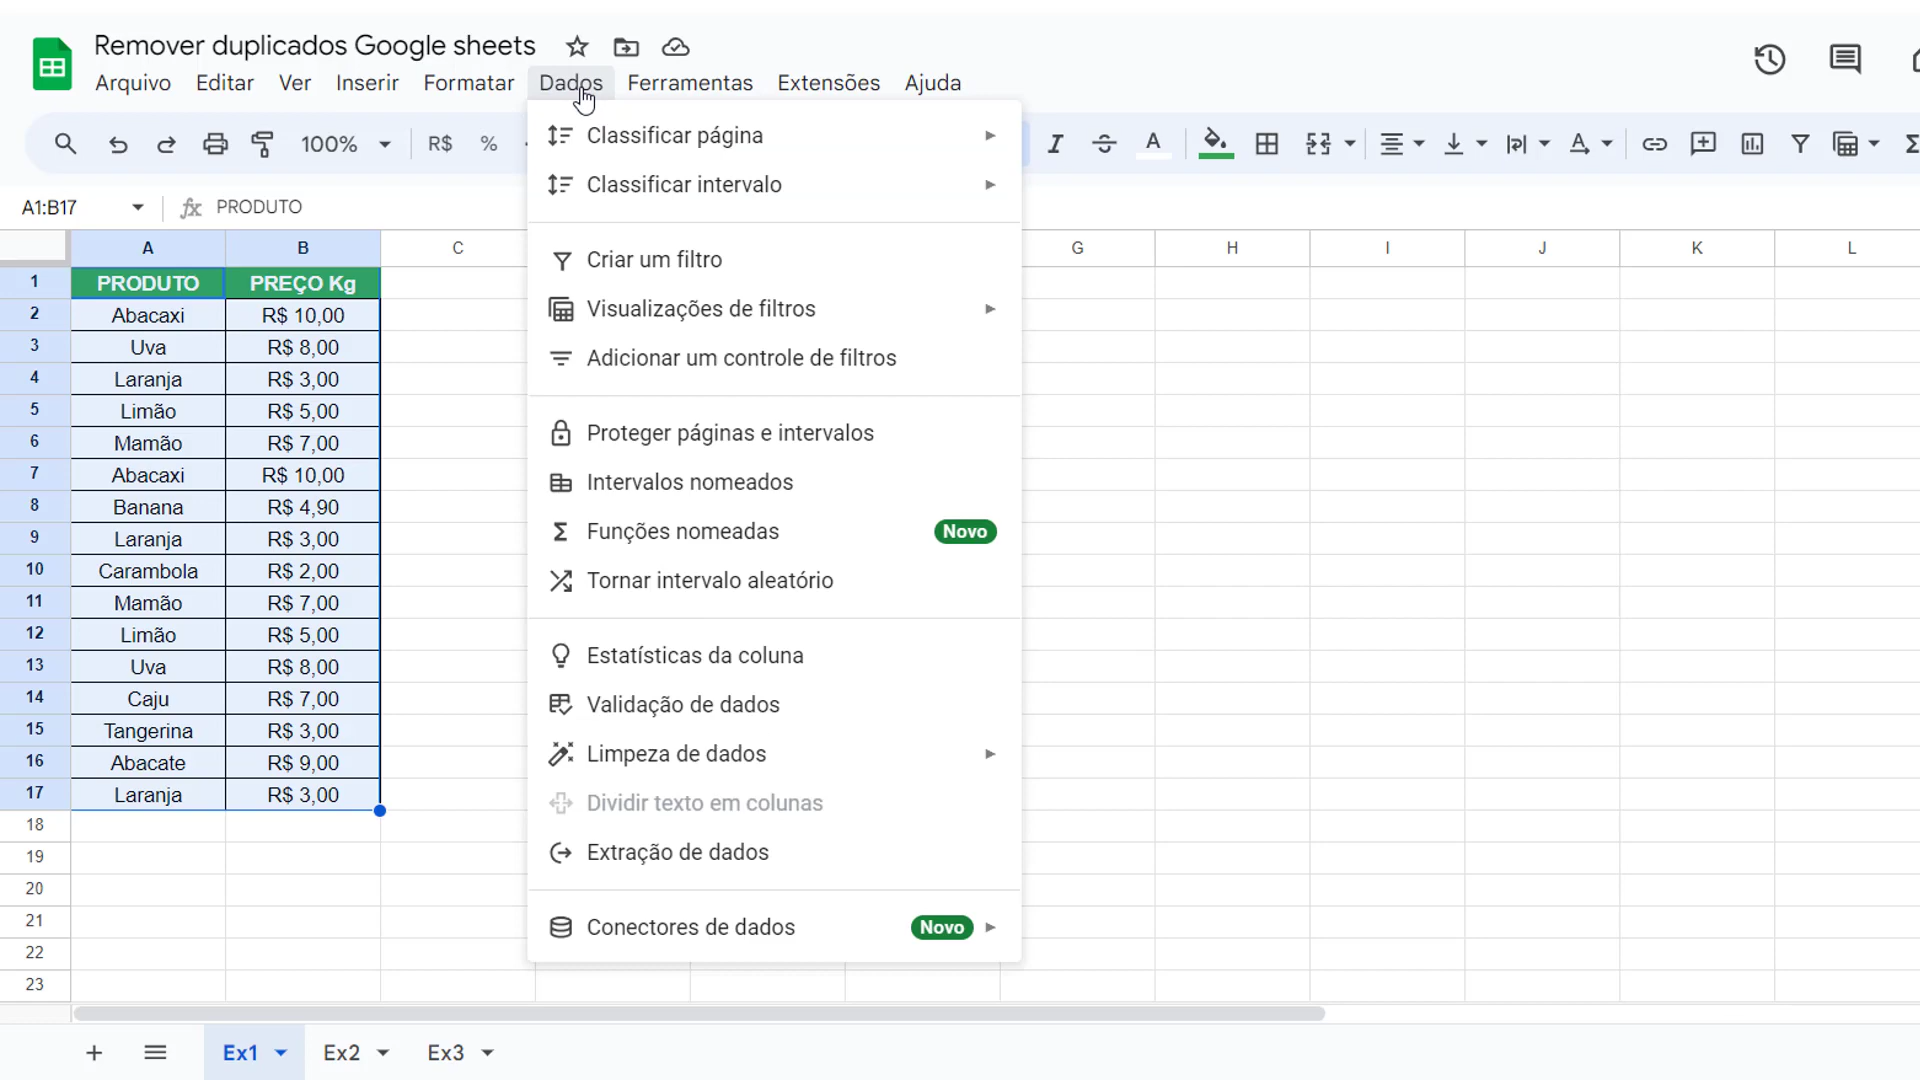 Remover duplicados Google sheets
Arquivo Editar Ver Inserir Formatar Dados Ferramentas Extensões Ajuda
100% R$ %
A1:B17 fx PRODUTO
A B C G H I J K L
1 PRODUTO PREÇO Kg
2 Abacaxi R$ 10,00
3 Uva R$ 8,00
4 Laranja R$ 3,00
5 Limão R$ 5,00
6 Mamão R$ 7,00
7 Abacaxi R$ 10,00
8 Banana R$ 4,90
9 Laranja R$ 3,00
10 Carambola R$ 2,00
11 Mamão R$ 7,00
12 Limão R$ 5,00
13 Uva R$ 8,00
14 Caju R$ 7,00
15 Tangerina R$ 3,00
16 Abacate R$ 9,00
17 Laranja R$ 3,00
18
19
20
21
22
23
Classificar página
Classificar intervalo
Criar um filtro
Visualizações de filtros
Adicionar um controle de filtros
Proteger páginas e intervalos
Intervalos nomeados
Funções nomeadas Novo
Tornar intervalo aleatório
Estatísticas da coluna
Validação de dados
Limpeza de dados
Dividir texto em colunas
Extração de dados
Conectores de dados Novo
Ex1 Ex2 Ex3